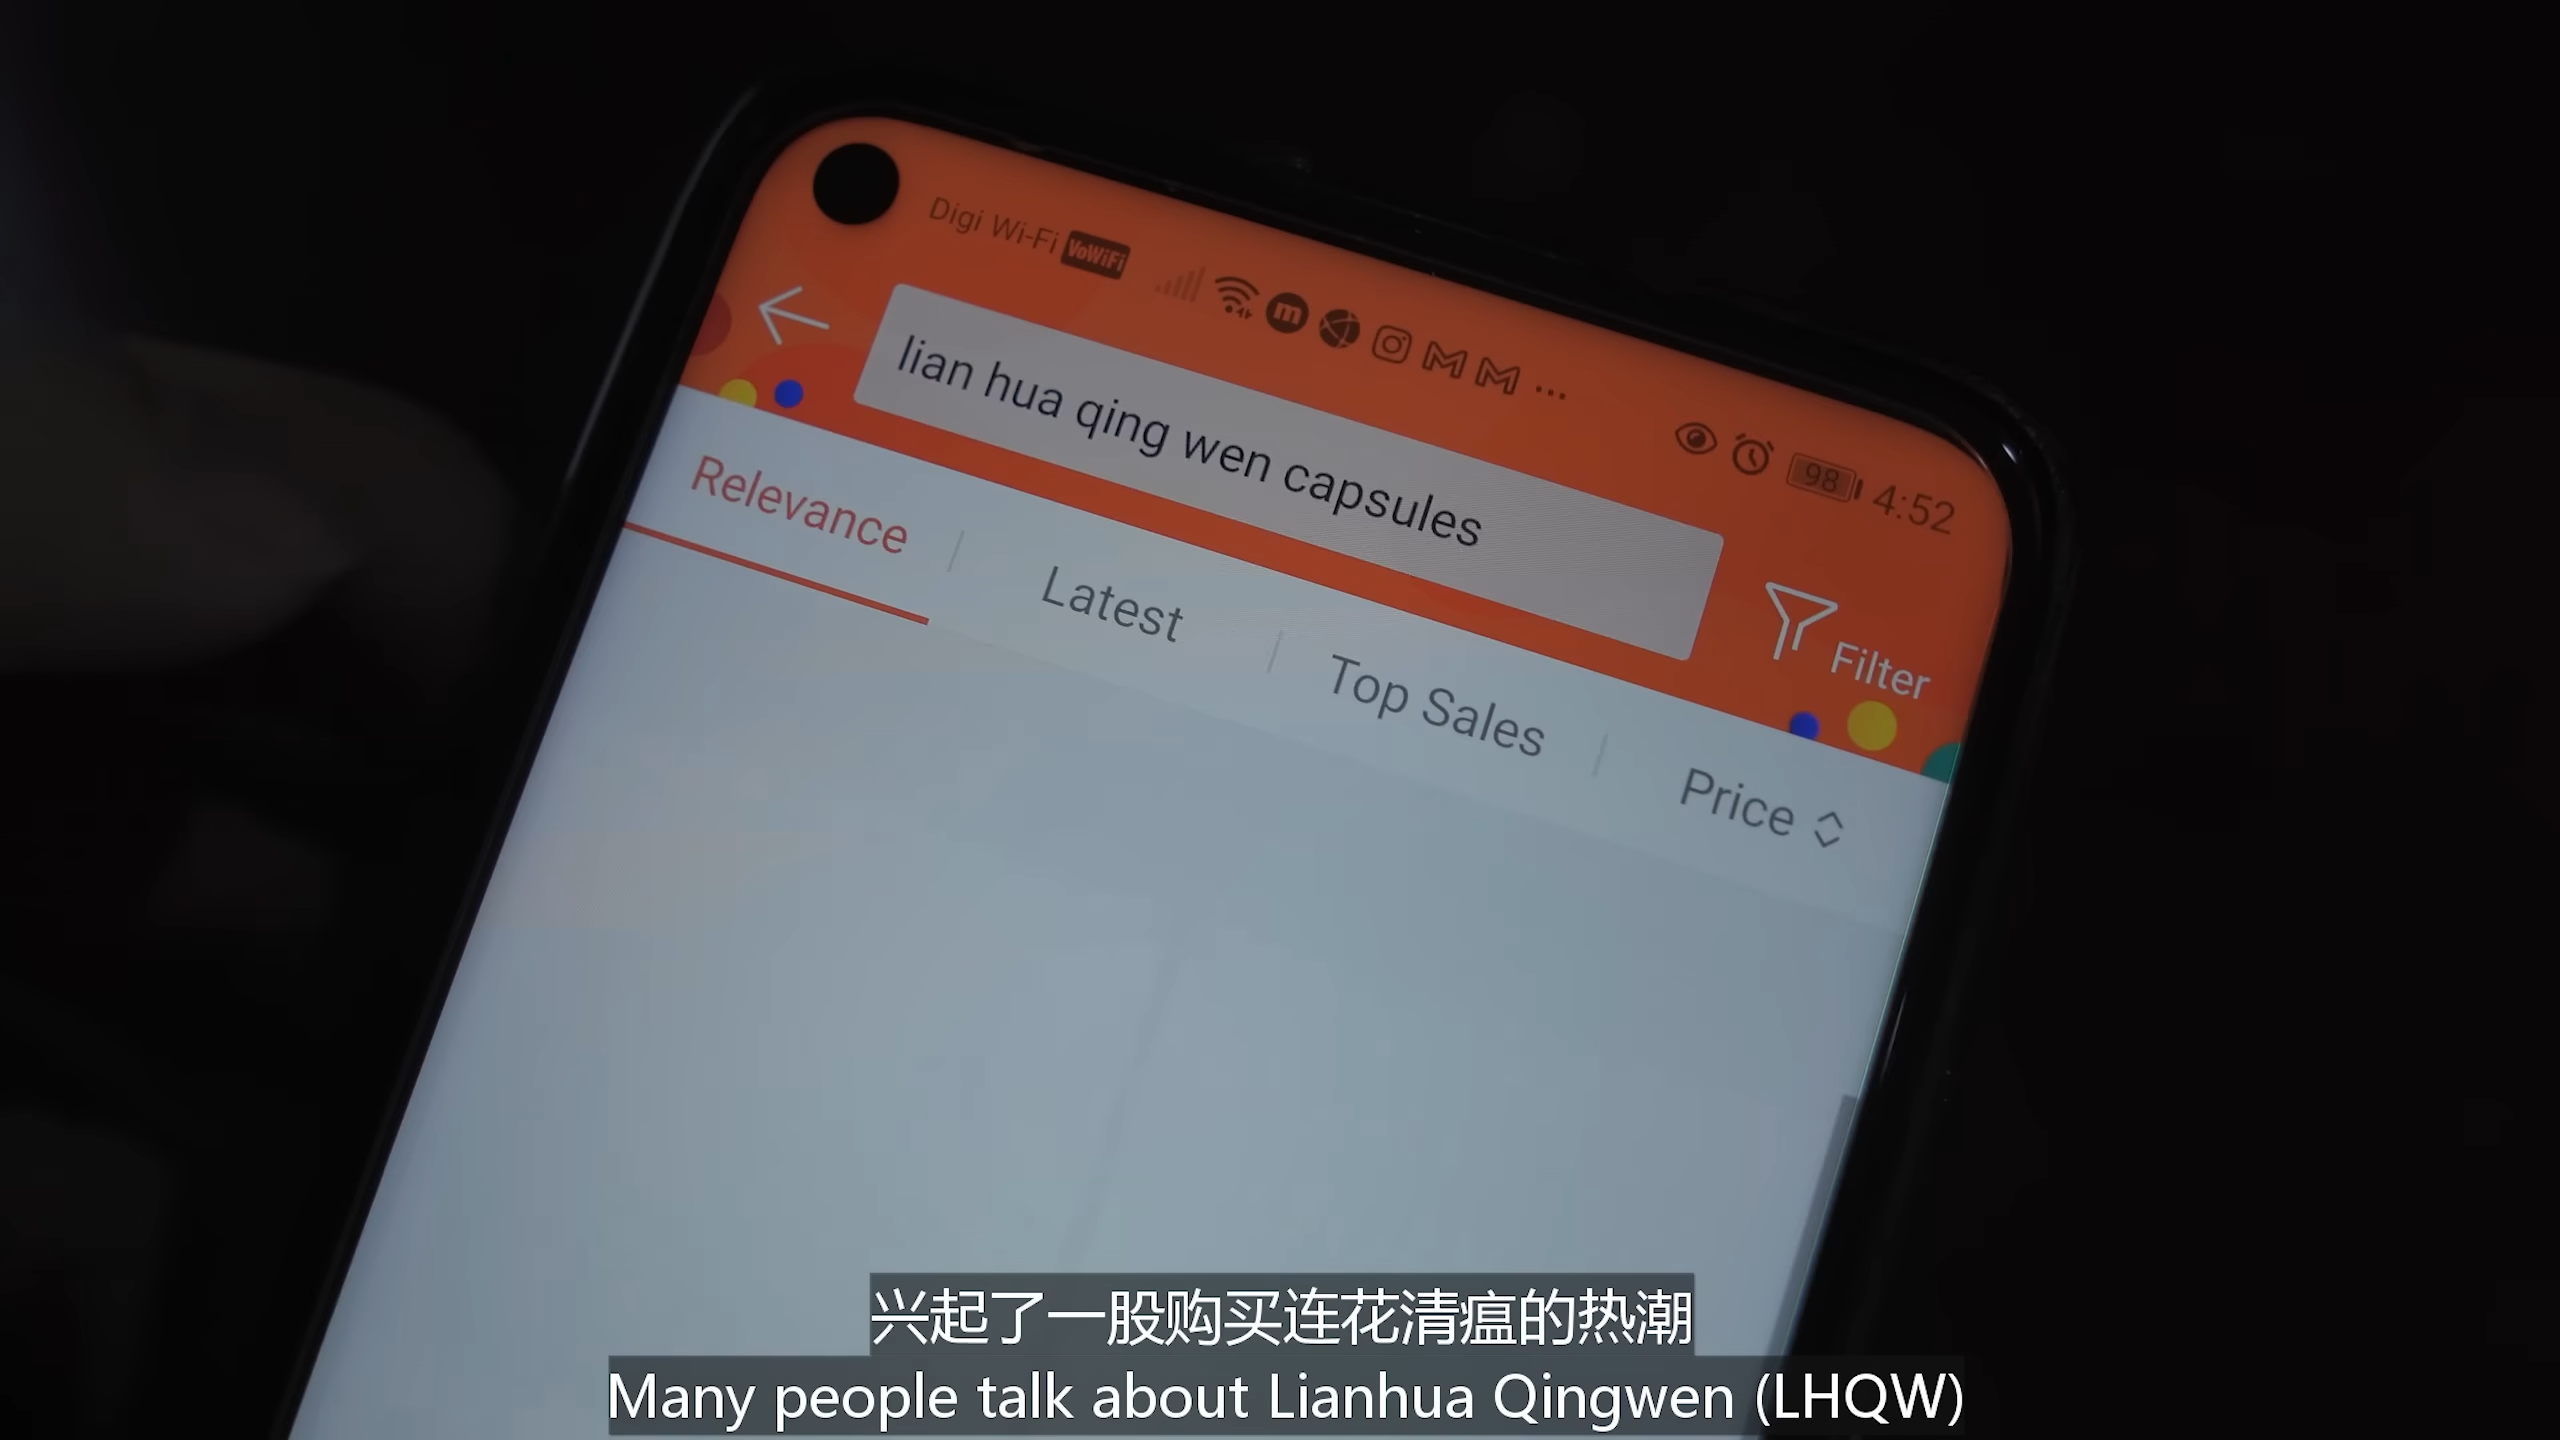 Digi Wi-Fi VoWiFi
98 4:52
lian hua qing wen capsules
Filter
Relevance
Latest
Top Sales
Price
兴起了一股购买连花清瘟的热潮
Many people talk about Lianhua Qingwen (LHQW)